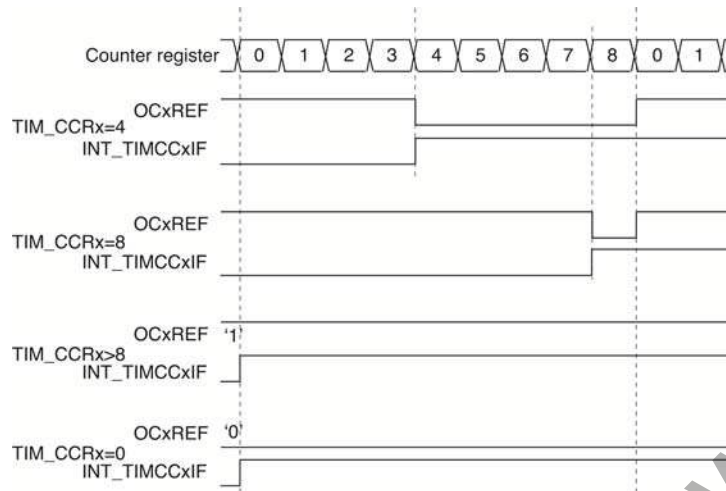 Counter register 0 1 2 3 4 5 6 7 8 0 1
OCxREF
TIM_CCRx=4
INT_TIMCCxIF
OCxREF
TIM_CCRx=8
INT_TIMCCxIF
OCxREF '1'
TIM_CCRx>8
INT_TIMCCxIF
OCxREF '0'
TIM_CCRx=0
INT_TIMCCxIF